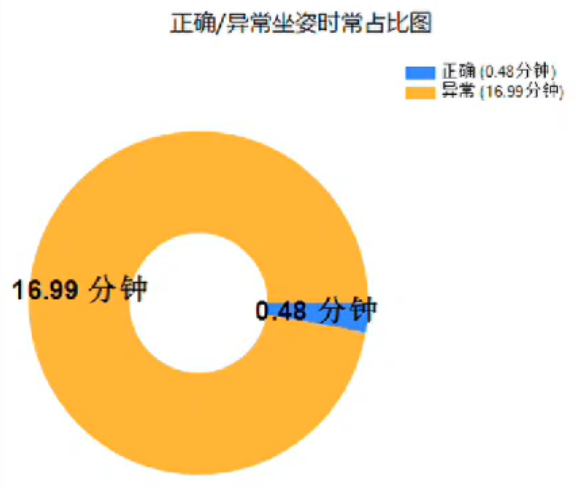 正确/异常坐姿时常占比图
正确 (0.48分钟)
异常 (16.99分钟)
16.99 分钟
0.48 分钟